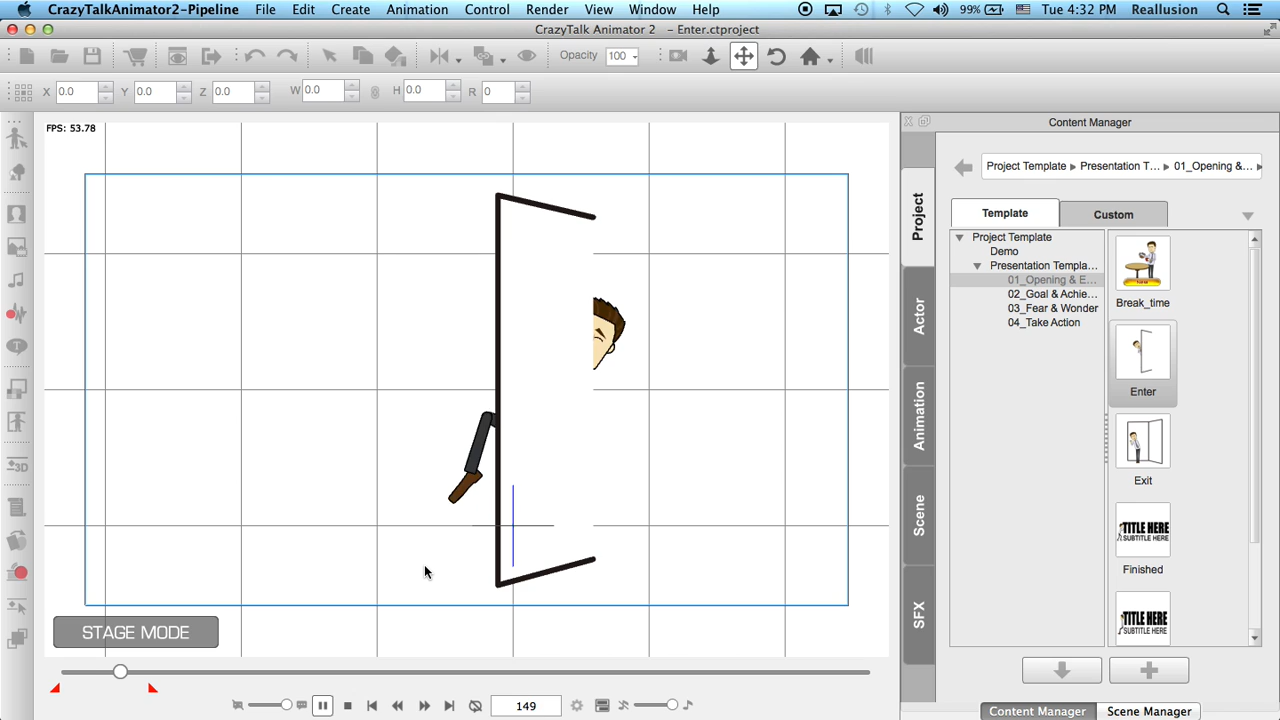 CrazyTalkAnimator2-Pipeline File Edit Create Animation Control Render View Window Help 99% Tue 4:32 PM Reallusion
CrazyTalk Animator 2 - Enter.ctproject
Opacity 100
X 0.0 Y 0.0 Z 0.0 W 0.0 H 0.0 R 0
FPS: 53.78
STAGE MODE
149
Content Manager
Project Template Presentation T... 01_Opening &...
Template Custom
Project
Actor
Animation
Scene
SFX
Project Template
Demo
Presentation Templa...
01_Opening & E...
02_Goal & Achie...
03_Fear & Wonder
04_Take Action
Break_time
Enter
Exit
TITLE HERE
SUBTITLE HERE
Finished
TITLE HERE
SUBTITLE HERE
Content Manager Scene Manager